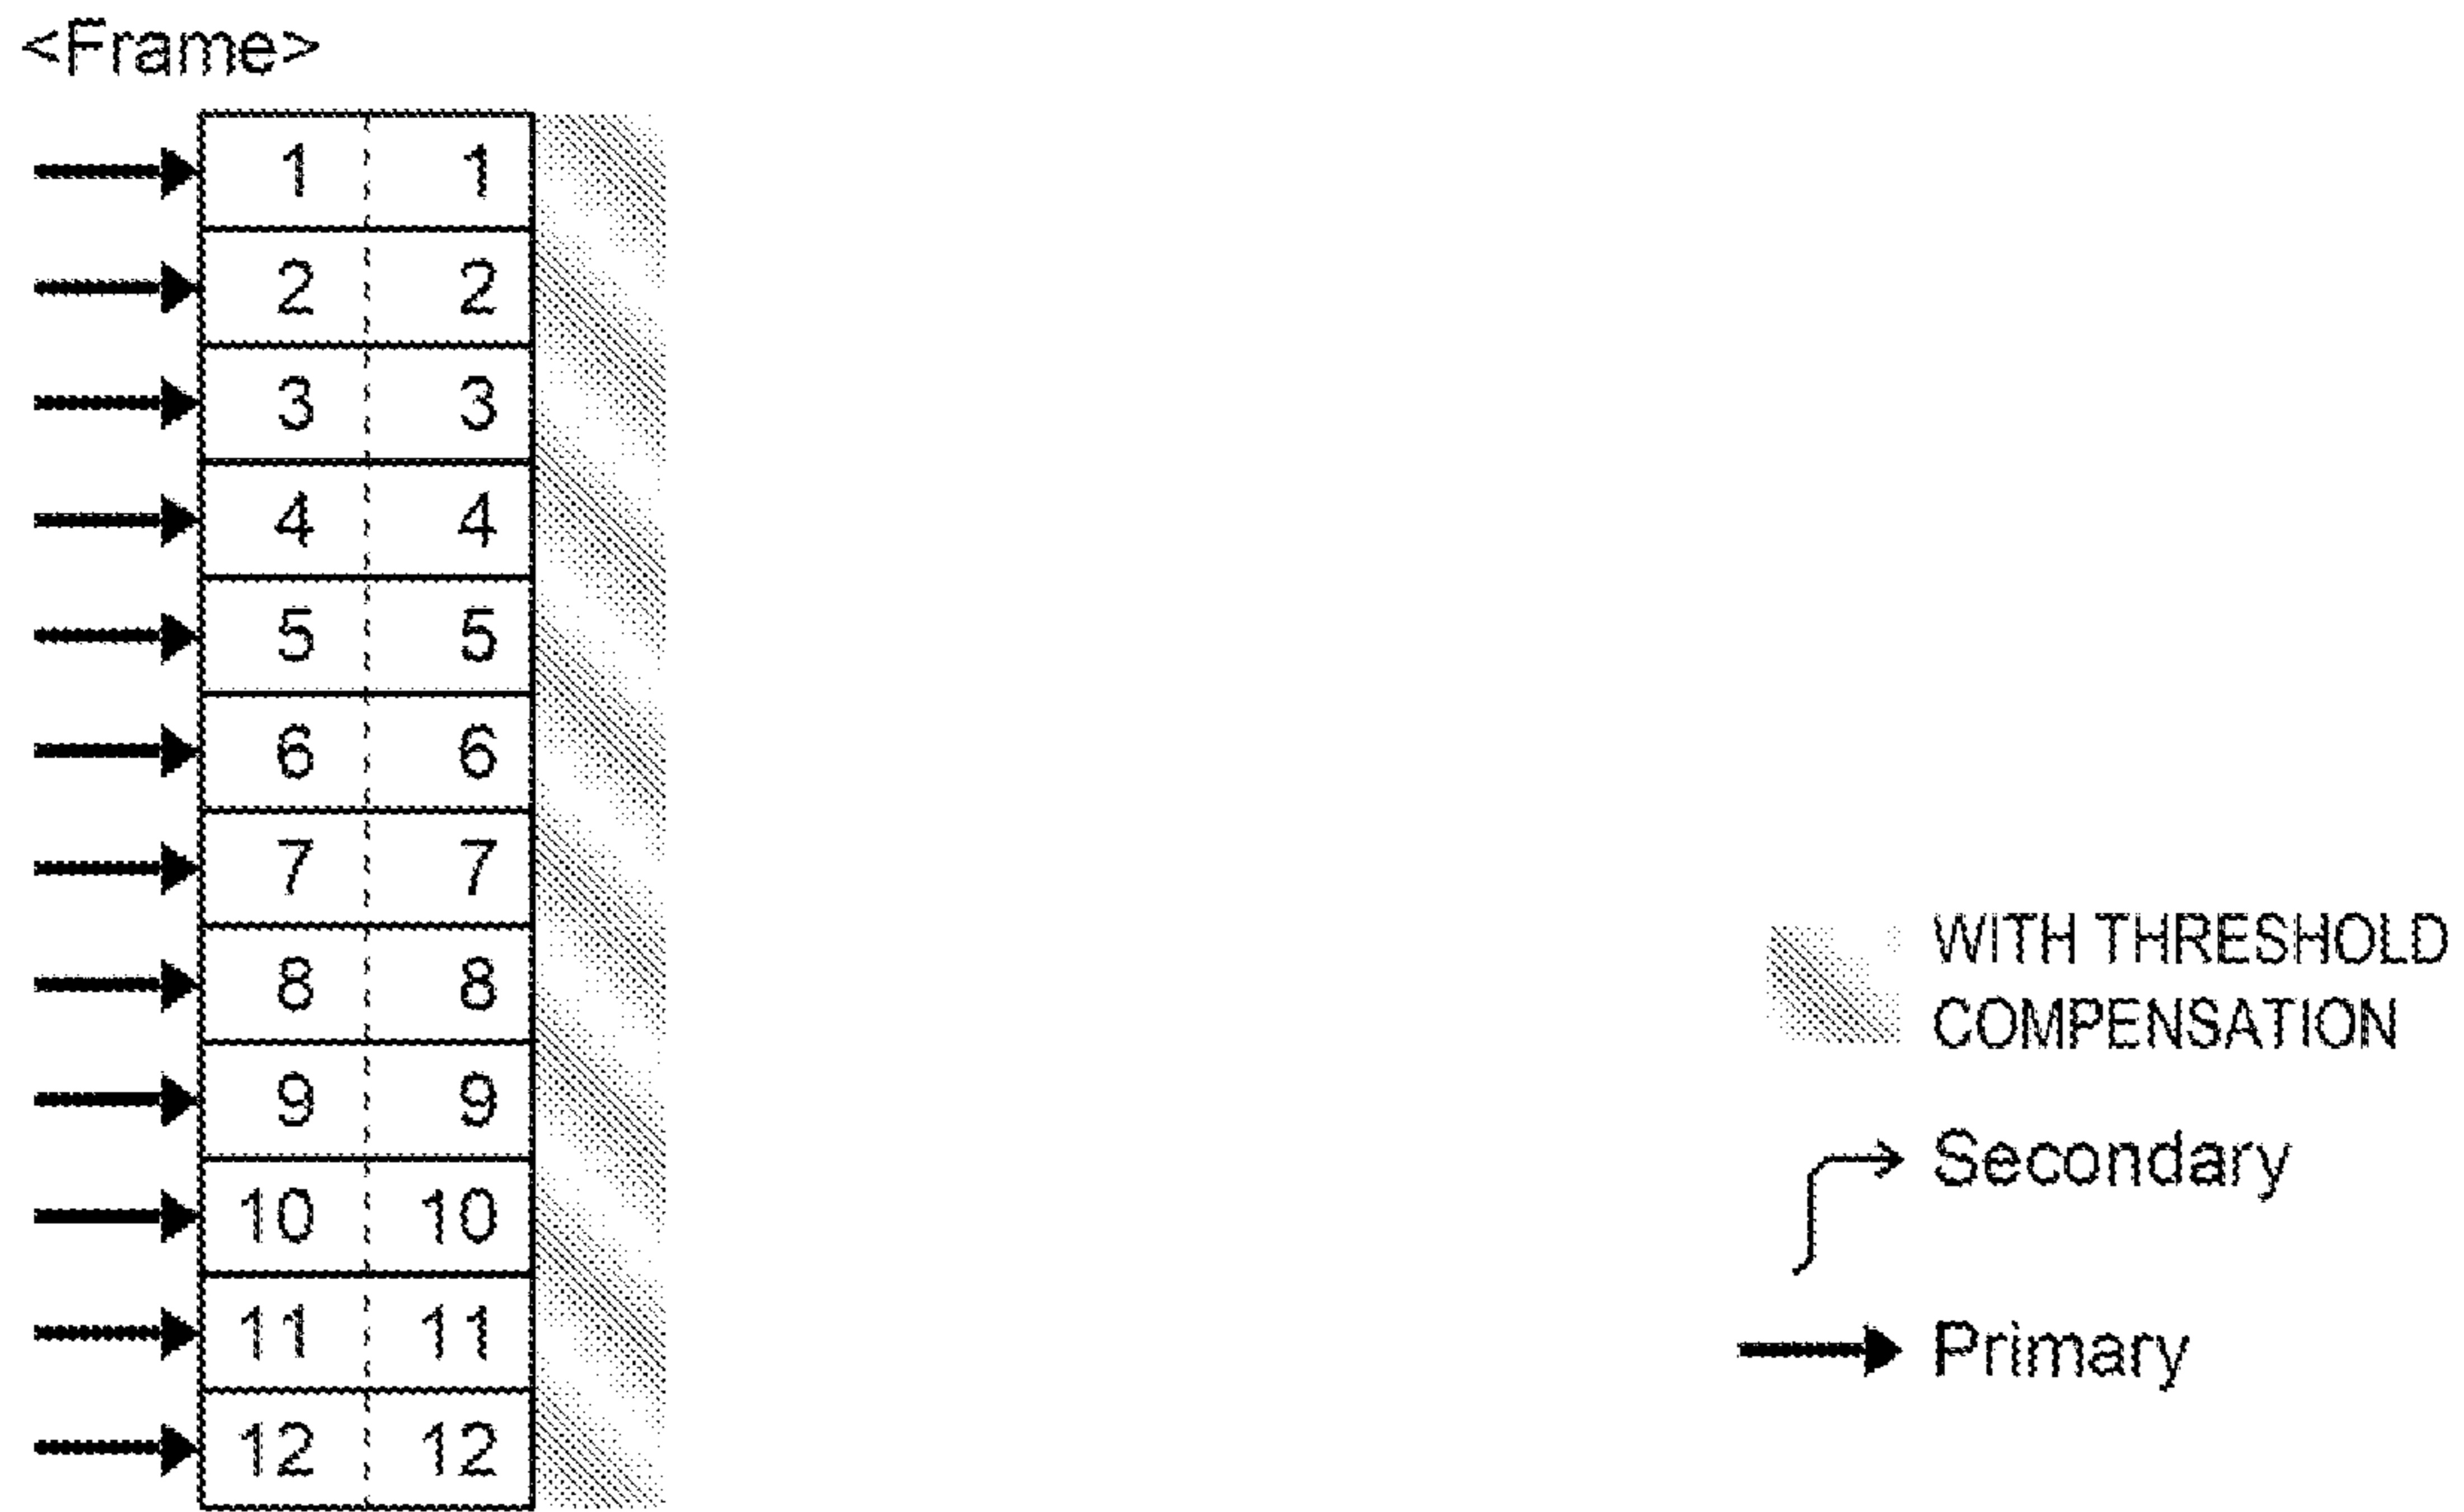 <Frame>
1 1
2 2
3 3
4 4
5 5
6 6
7 7
8 8
9 9
10 10
11 11
12 12
WITH THRESHOLD
COMPENSATION
Secondary
Primary